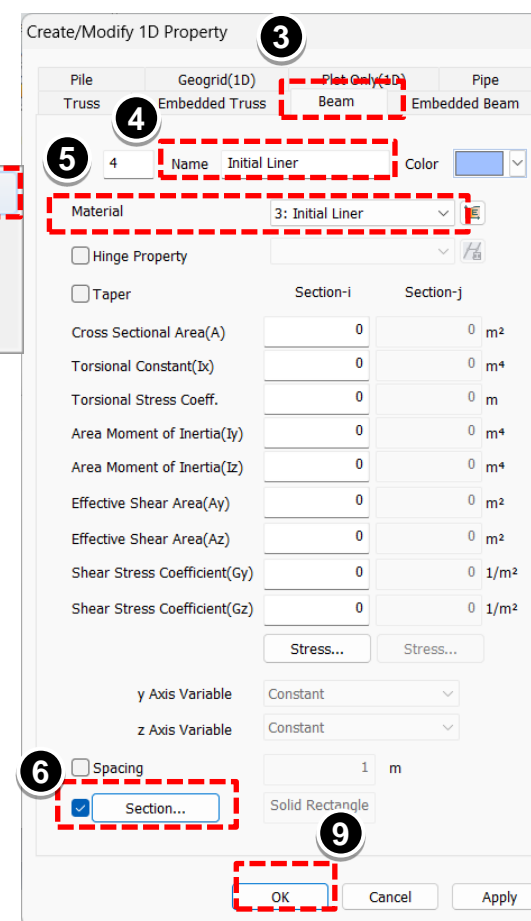 Create/Modify 1D Property
3
Pile Geogrid(1D) Plot Only(1D) Pipe
Truss Embedded Truss Beam Embedded Beam
4
5
4 Name Initial Liner Color
Material 3: Initial Liner
Hinge Property
Taper Section-i Section-j
Cross Sectional Area(A) 0 0 m²
Torsional Constant(Ix) 0 0 m⁴
Torsional Stress Coeff. 0 0 m
Area Moment of Inertia(Iy) 0 0 m⁴
Area Moment of Inertia(Iz) 0 0 m⁴
Effective Shear Area(Ay) 0 0 m²
Effective Shear Area(Az) 0 0 m²
Shear Stress Coefficient(Gy) 0 0 1/m²
Shear Stress Coefficient(Gz) 0 0 1/m²
Stress... Stress...
y Axis Variable Constant
z Axis Variable Constant
6
Spacing 1 m
Section... Solid Rectangle
9
OK Cancel Apply